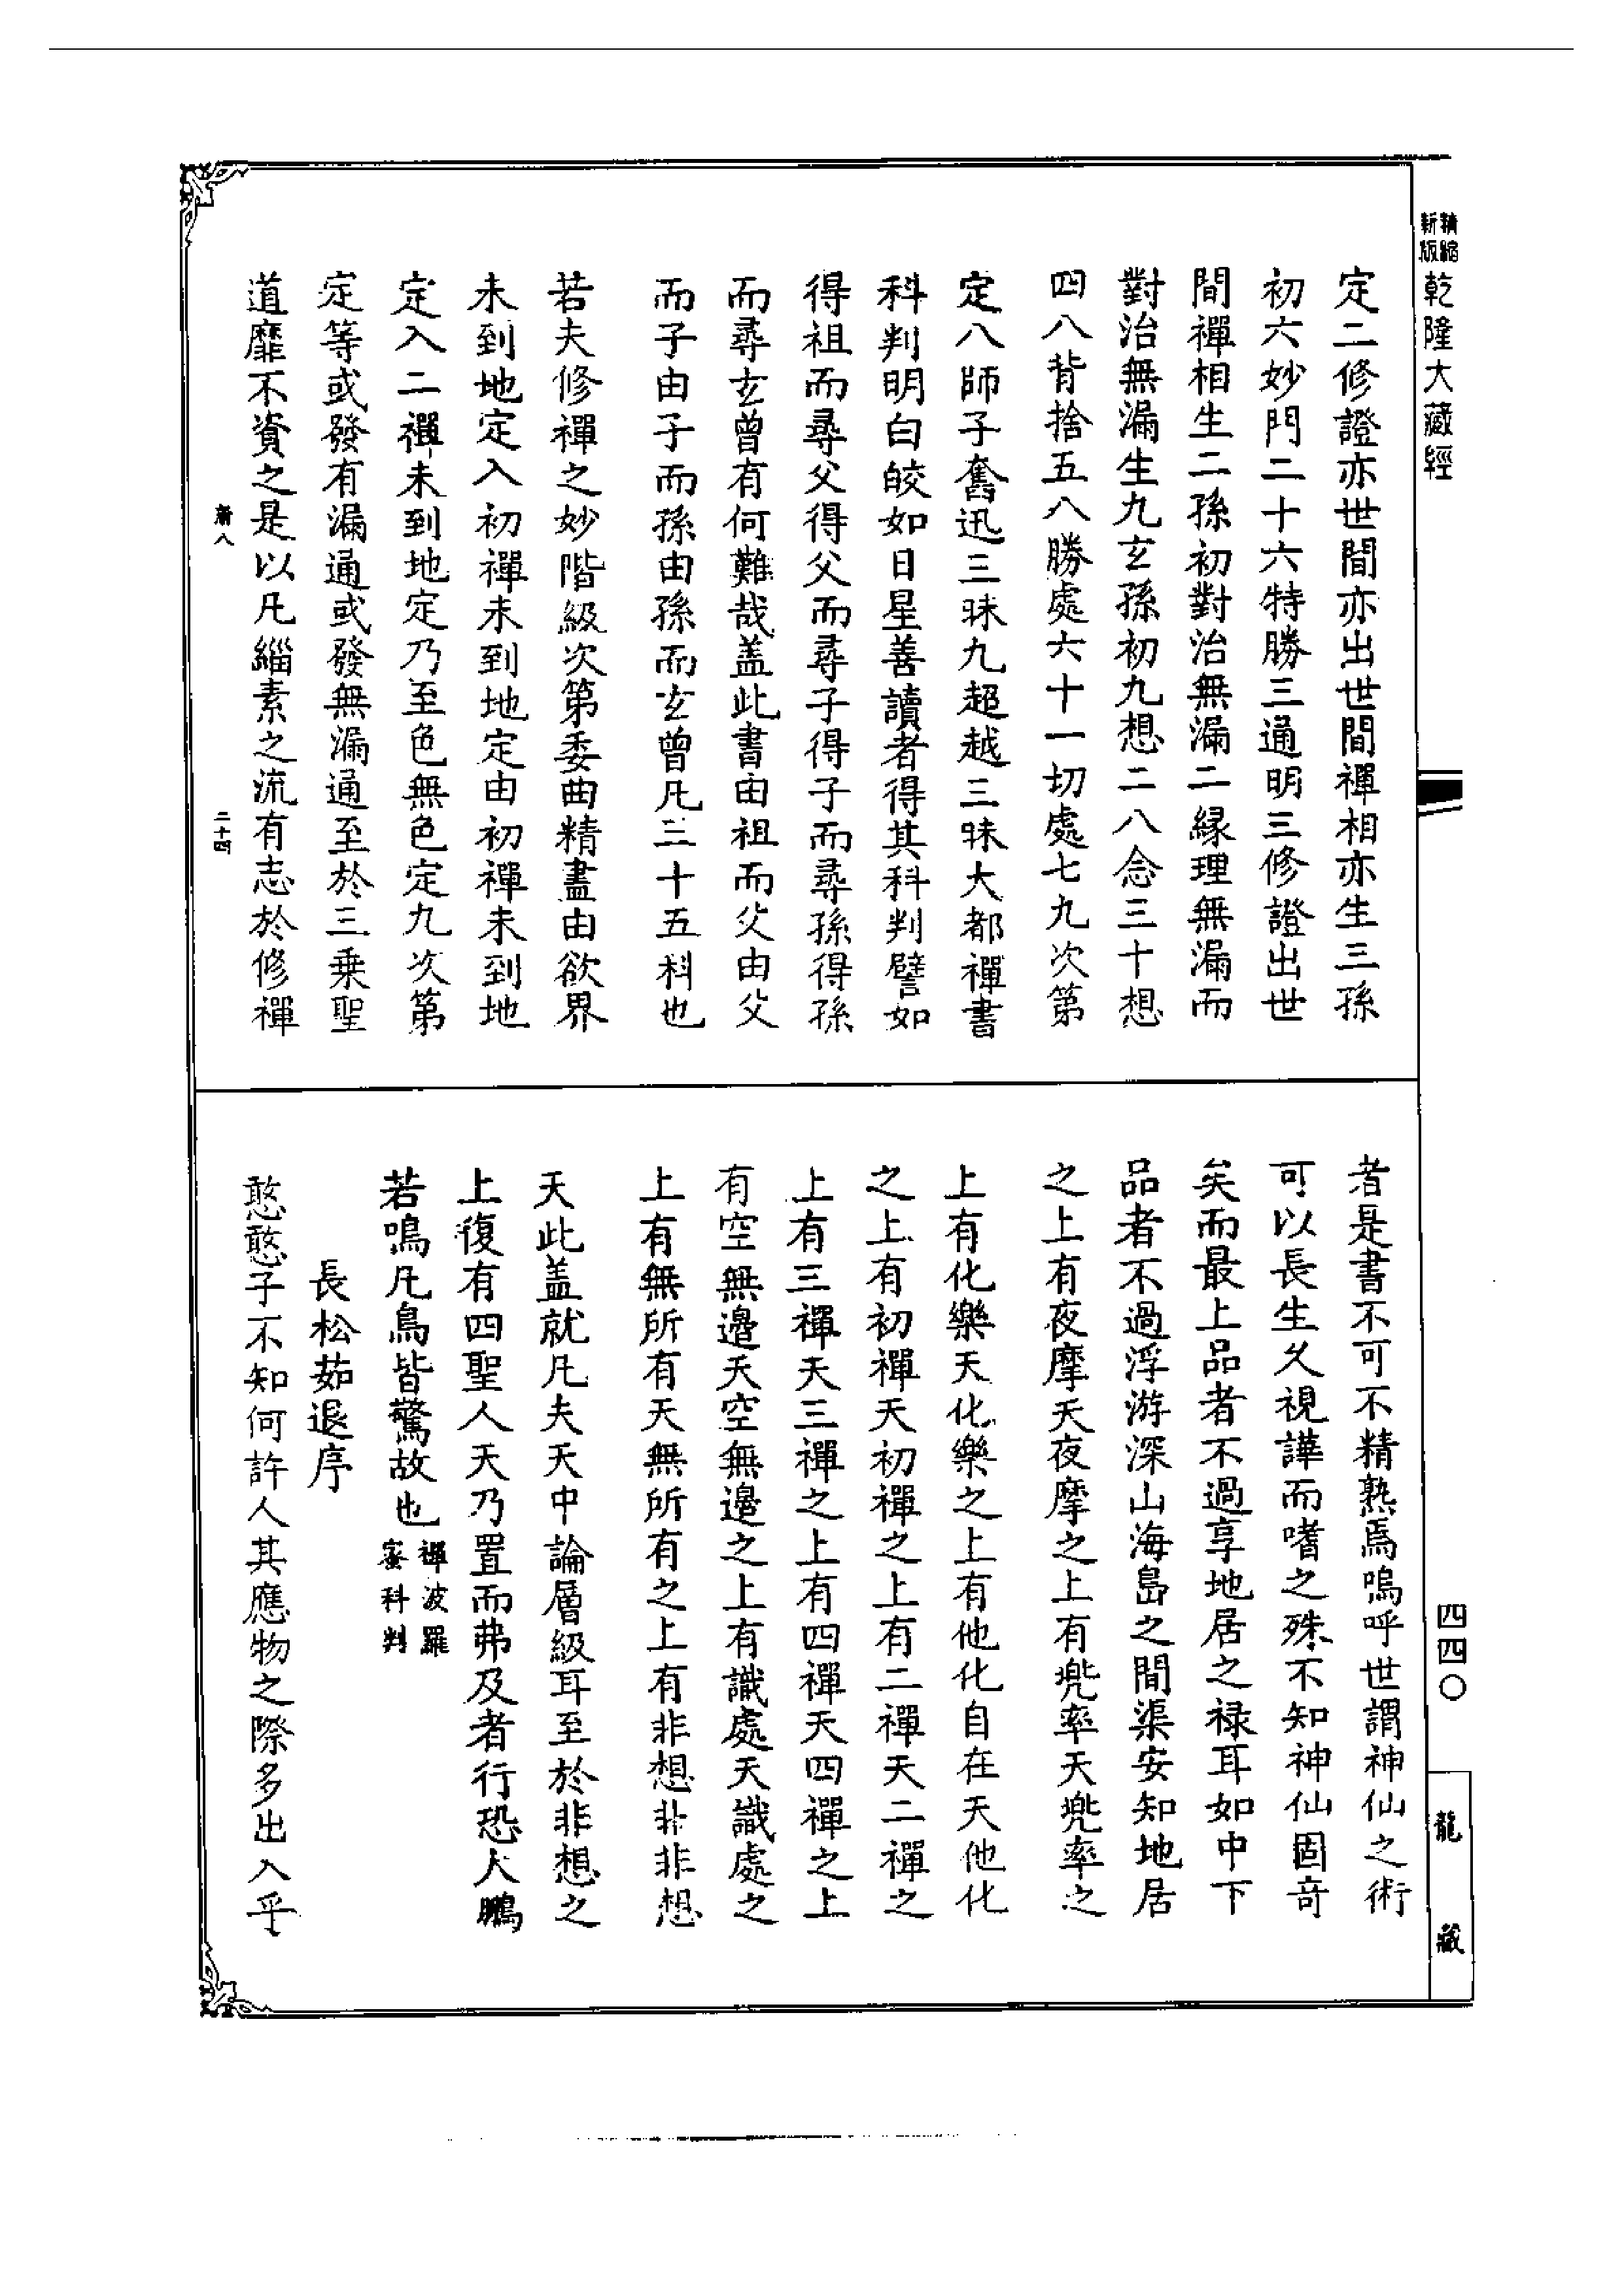 精縮
新版
乾隆大藏經
定二修證亦世間亦出世間禪相亦生三孫
初六妙門二十六特勝三通明三修證出世
間禪相生二孫初對治無漏二緣理無漏而
對治無漏生九玄孫初九想二八念三十想
四八背捨五八勝處六十一切處七九次第
定八師子奮迅三昧九超越三昧大都禪書
科判明白皎如日星善讀者得其科判譬如
得祖而尋父得父而尋子得子而尋孫得孫
而尋玄曾有何難哉蓋此書由祖而父由父
而子由子而孫由孫而玄曾凡三十五科也
若夫修禪之妙階級次第委曲精盡由欲界
未到地定入初禪未到地定由初禪未到地
定入二禪未到地定乃至色無色定九次第
定等或發有漏通或發無漏通至於三乗聖
道靡不資之是以凡緇素之流有志於修禪
二十四
者是書不可不精熟焉嗚呼世謂神仙之術
可以長生久視譁而嗜之殊不知神仙固竒
矣而最上品者不過享地居之禄耳如中下
品者不過浮游深山海島之間渠安知地居
之上有夜摩天夜摩之上有兜率天兜率之
上有化樂天化樂之上有他化自在天他化
之上有初禪天初禪之上有二禪天二禪之
上有三禪天三禪之上有四禪天四禪之上
有空無邊天空無邊之上有識處天識處之
上有無所有天無所有之上有非想非非想
天此蓋就凡夫天中論層級耳至於非想之
上復有四聖人天乃置而弗及者行恐大鵬
若鳴凡鳥皆驚故也
禪波羅
密科判
長松茹退序
憨憨子不知何許人其應物之際多出入乎
四四〇
龍藏